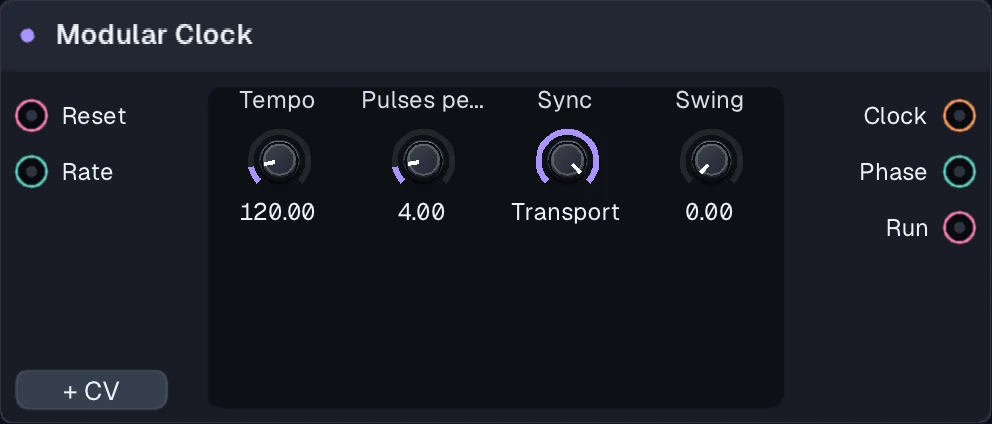 Modular Clock
Tempo Pulses pe... Sync Swing
Reset Clock
Rate Phase
120.00 4.00 Transport 0.00
Run
+ CV